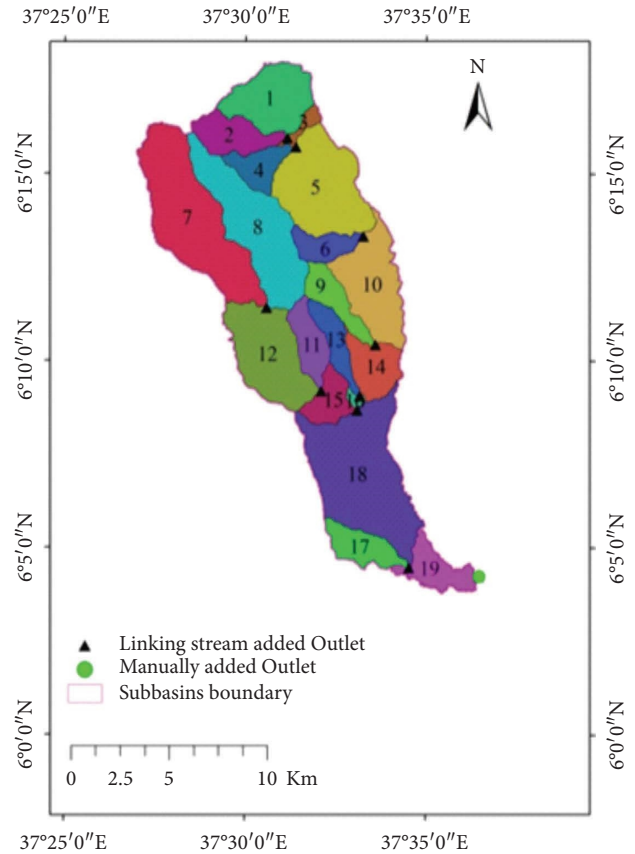 37°25′0″E 37°30′0″E 37°35′0″E
N
1
3
2
4
5
6°15′0″N 6°15′0″N
7
8
6
9
10
11
13
12
14
6°10′0″N 6°10′0″N
15
16
18
17
19
6°5′0″N 6°5′0″N
Linking stream added Outlet
Manually added Outlet
Subbasins boundary
6°0′0″N 6°0′0″N
0 2.5 5 10 Km
37°25′0″E 37°30′0″E 37°35′0″E